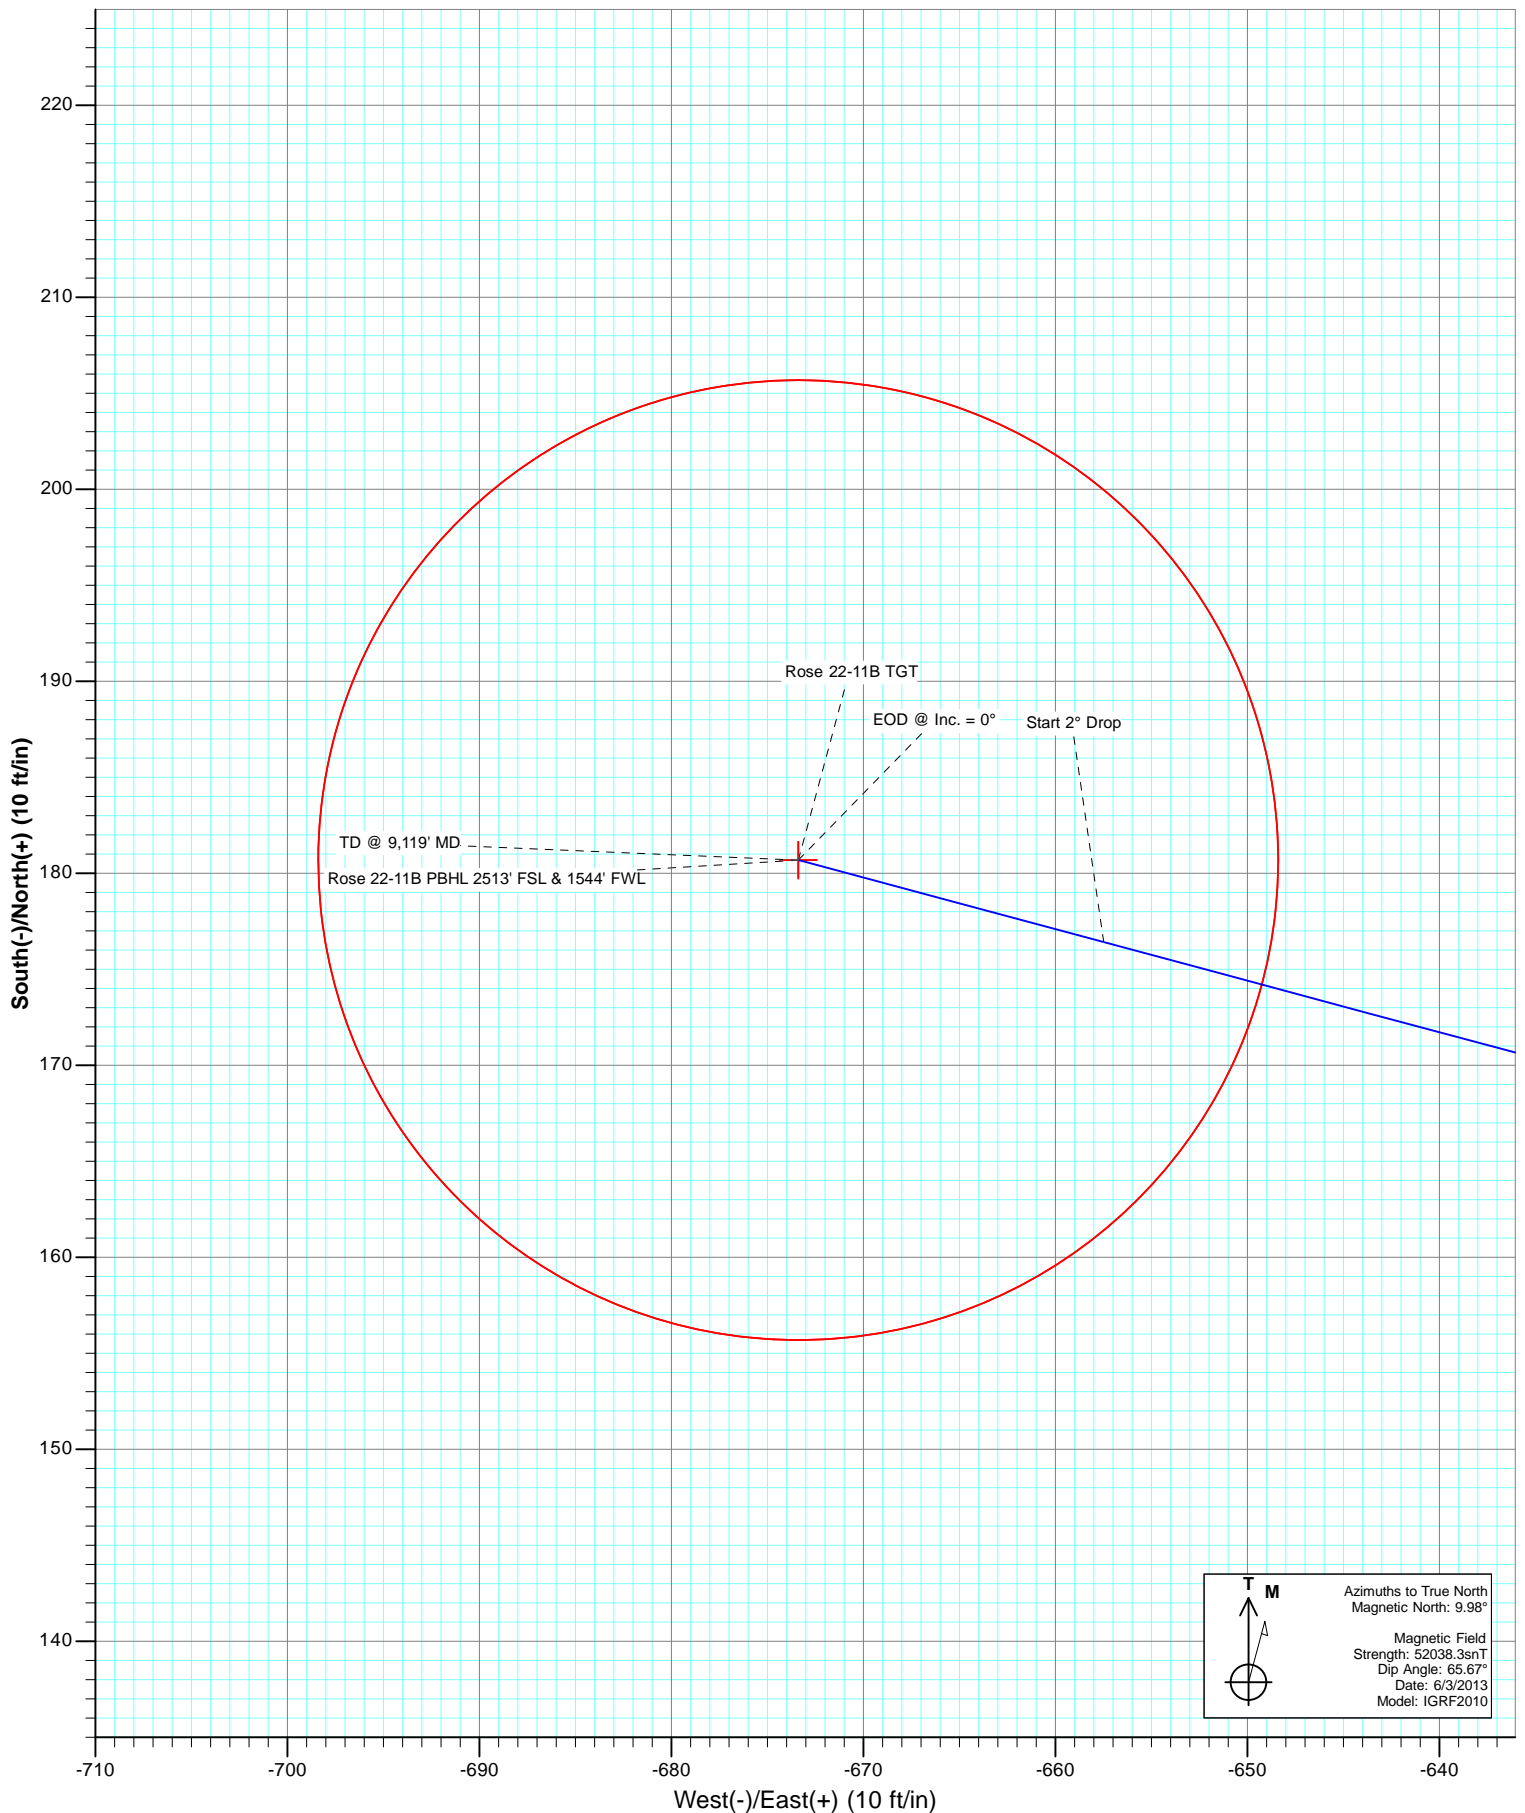 220
210
200
190
180
170
160
150
140
South(-)/North(+) (10 ft/in)
Rose 22-11B TGT
EOD @ Inc. = 0°
Start 2° Drop
TD @ 9,119' MD
Rose 22-11B PBHL 2513' FSL & 1544' FWL
T M
Azimuths to True North
Magnetic North: 9.98°
Magnetic Field
Strength: 52038.3snT
Dip Angle: 65.67°
Date: 6/3/2013
Model: IGRF2010
-710 -700 -690 -680 -670 -660 -650 -640
West(-)/East(+) (10 ft/in)